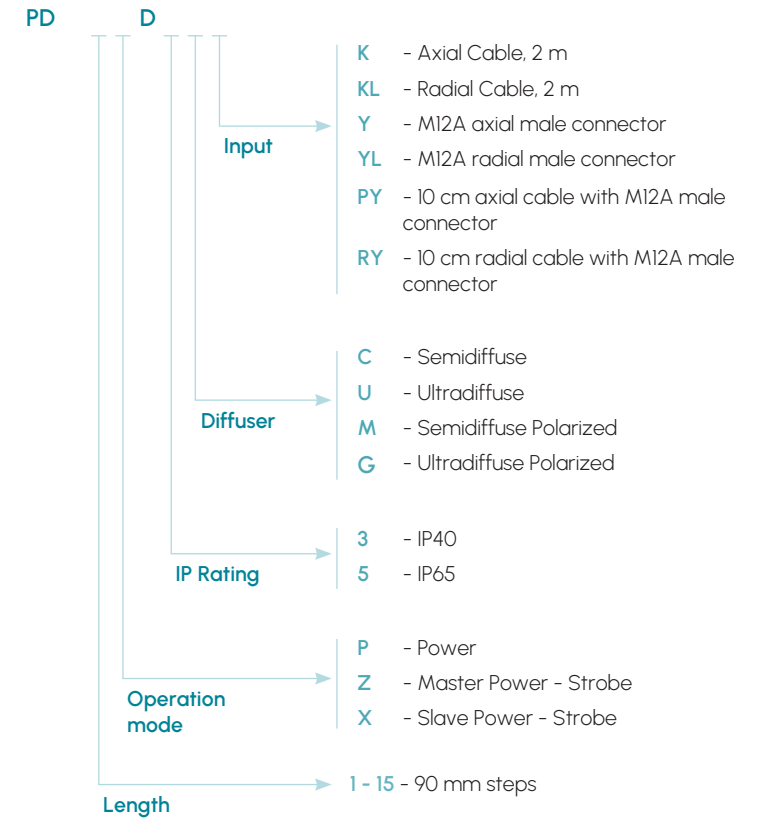 PD D
K - Axial Cable, 2 m
KL - Radial Cable, 2 m
Y - M12A axial male connector
Input
YL - M12A radial male connector
PY - 10 cm axial cable with M12A male
connector
RY - 10 cm radial cable with M12A male
connector
C - Semidiffuse
U - Ultradiffuse
Diffuser
M - Semidiffuse Polarized
G - Ultradiffuse Polarized
3 - IP40
IP Rating
5 - IP65
P - Power
Z - Master Power - Strobe
Operation
mode
X - Slave Power - Strobe
1 - 15 - 90 mm steps
Length